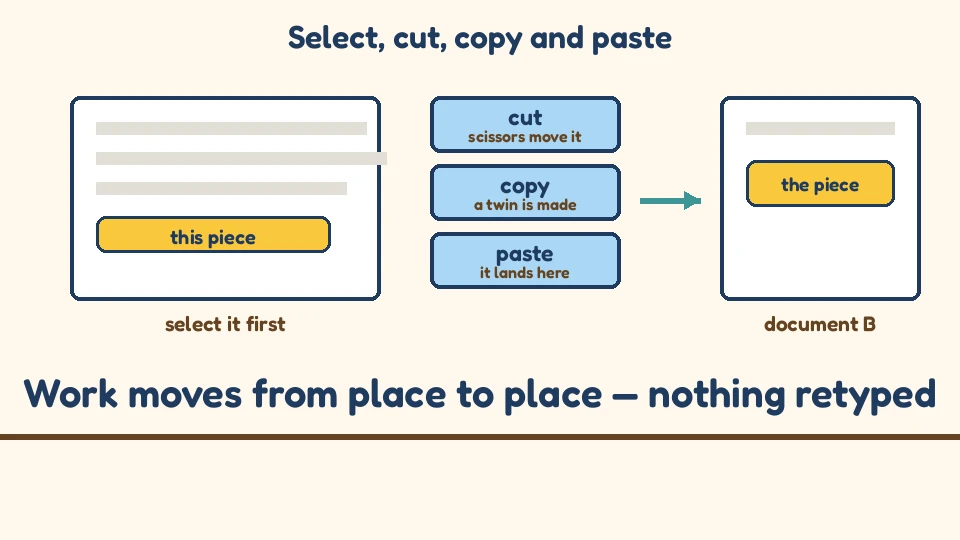 Select, cut, copy and paste
this piece
select it first
cut
scissors move it
copy
a twin is made
paste
it lands here
the piece
document B
Work moves from place to place — nothing retyped